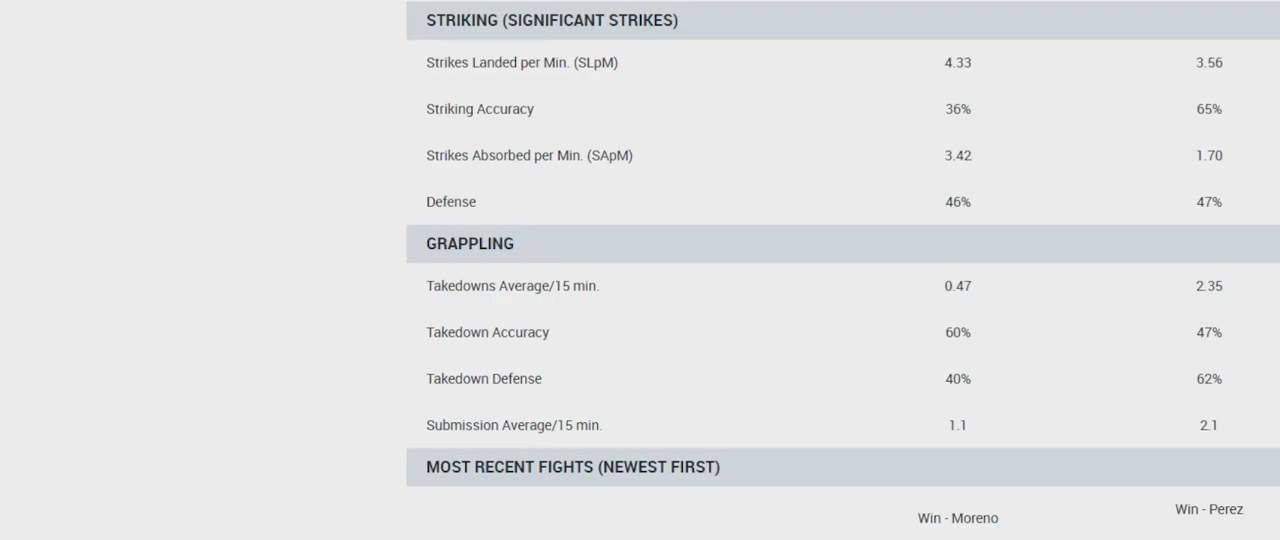 STRIKING (SIGNIFICANT STRIKES)
Strikes Landed per Min. (SLpM) 4.33 3.56
Striking Accuracy 36% 65%
Strikes Absorbed per Min. (SApM) 3.42 1.70
Defense 46% 47%
GRAPPLING
Takedowns Average/15 min. 0.47 2.35
Takedown Accuracy 60% 47%
Takedown Defense 40% 62%
Submission Average/15 min. 1.1 2.1
MOST RECENT FIGHTS (NEWEST FIRST)
Win - Moreno Win - Perez